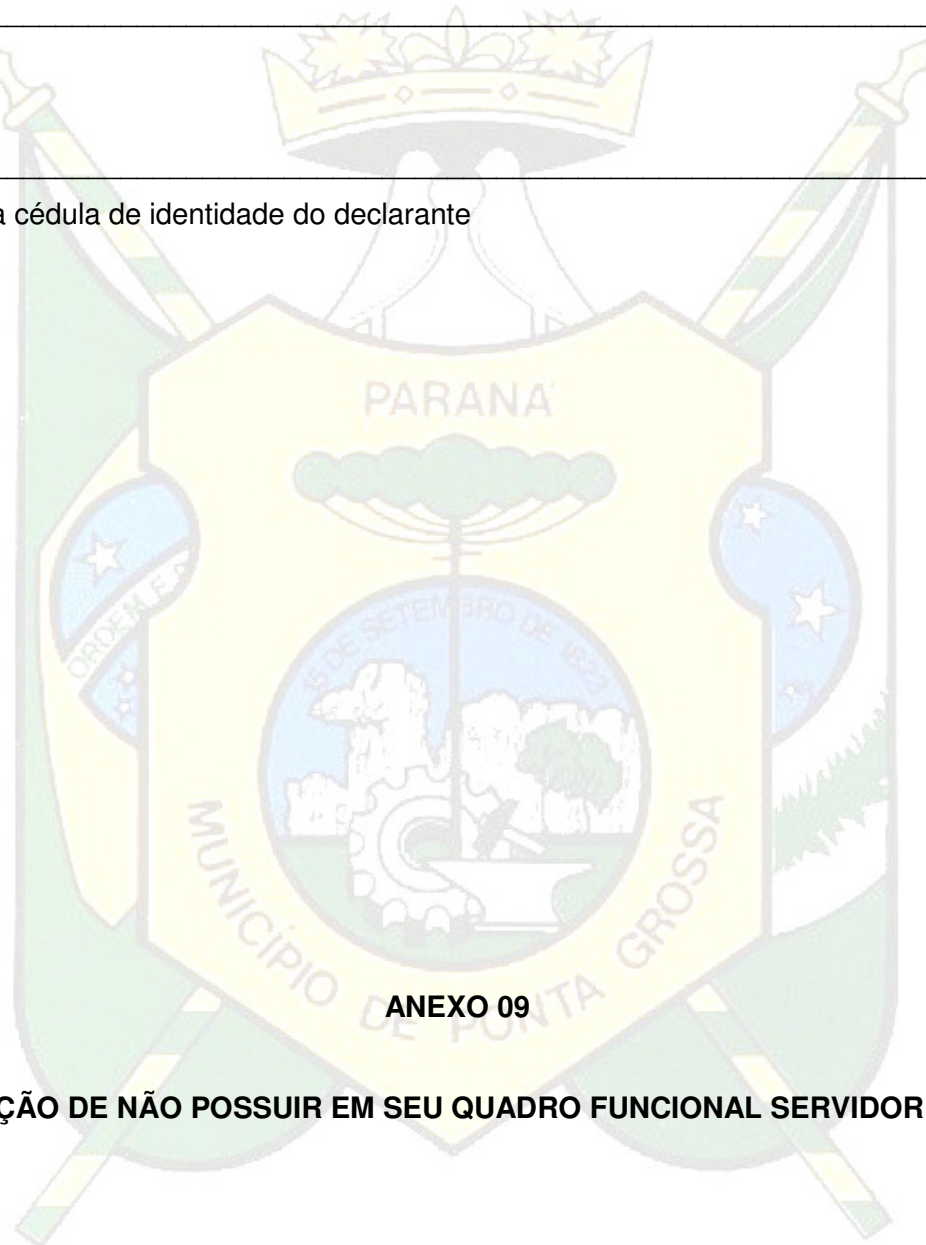 a cédula de identidade do declarante
PARANÁ
ORDEM E
15 DE SETEMBRO DE 1823
MUNICÍPIO DE PONTA GROSSA
ANEXO 09
ÇÃO DE NÃO POSSUIR EM SEU QUADRO FUNCIONAL SERVIDOR